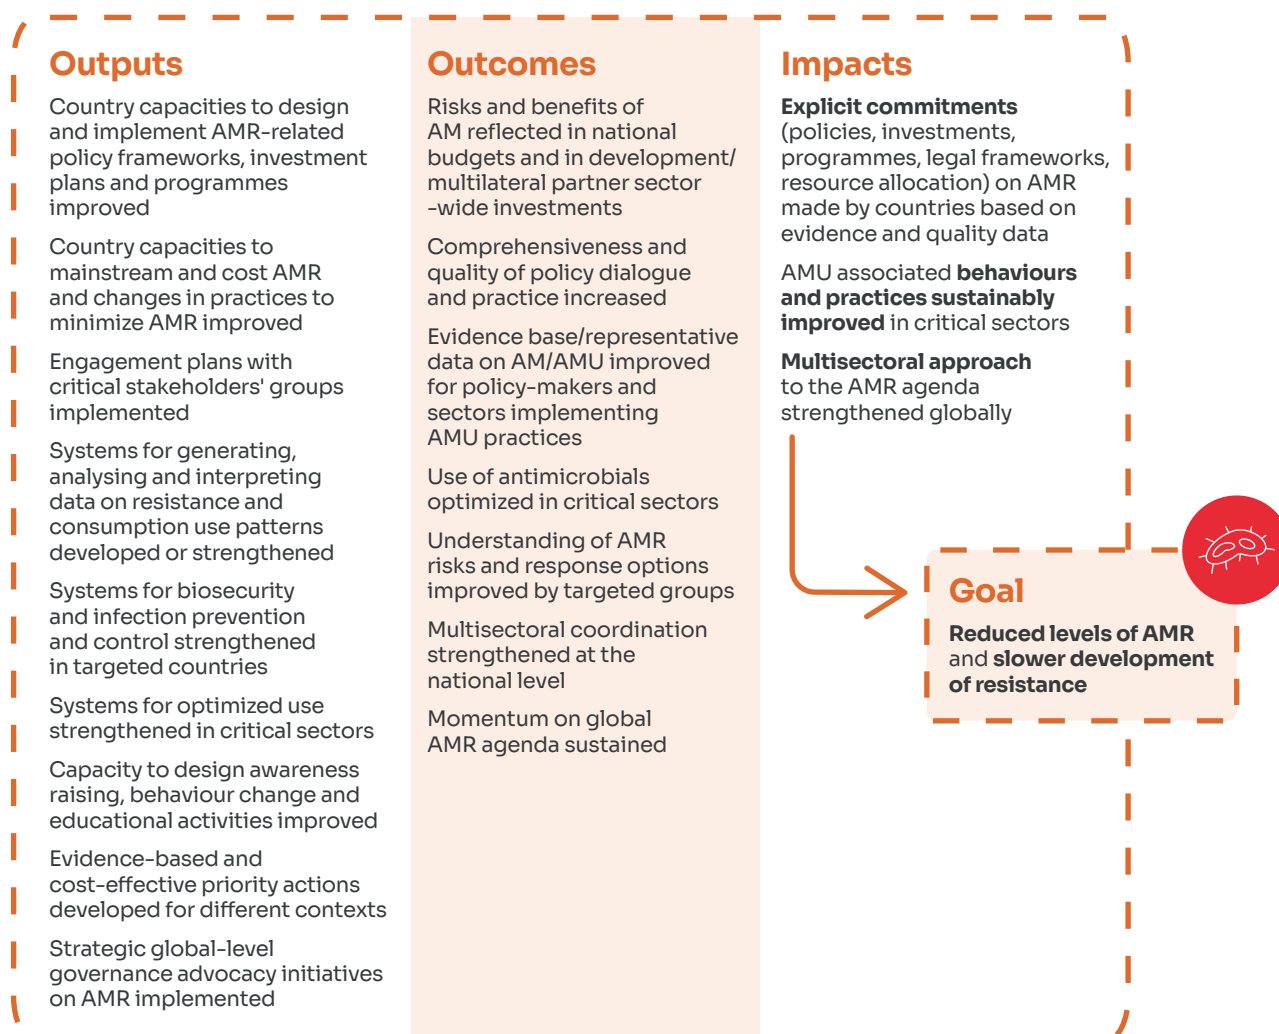 Outputs
Country capacities to design
and implement AMR-related
policy frameworks, investment
plans and programmes
improved
Country capacities to
mainstream and cost AMR
and changes in practices to
minimize AMR improved
Engagement plans with
critical stakeholders' groups
implemented
Systems for generating,
analysing and interpreting
data on resistance and
consumption use patterns
developed or strengthened
Systems for biosecurity
and infection prevention
and control strengthened
in targeted countries
Systems for optimized use
strengthened in critical sectors
Capacity to design awareness
raising, behaviour change and
educational activities improved
Evidence-based and
cost-effective priority actions
developed for different contexts
Strategic global-level
governance advocacy initiatives
on AMR implemented
Outcomes
Risks and benefits of
AM reflected in national
budgets and in development/
multilateral partner sector
-wide investments
Comprehensiveness and
quality of policy dialogue
and practice increased
Evidence base/representative
data on AM/AMU improved
for policy-makers and
sectors implementing
AMU practices
Use of antimicrobials
optimized in critical sectors
Understanding of AMR
risks and response options
improved by targeted groups
Multisectoral coordination
strengthened at the
national level
Momentum on global
AMR agenda sustained
Impacts
Explicit commitments
(policies, investments,
programmes, legal frameworks,
resource allocation) on AMR
made by countries based on
evidence and quality data
AMU associated behaviours
and practices sustainably
improved in critical sectors
Multisectoral approach
to the AMR agenda
strengthened globally
Goal
Reduced levels of AMR
and slower development
of resistance